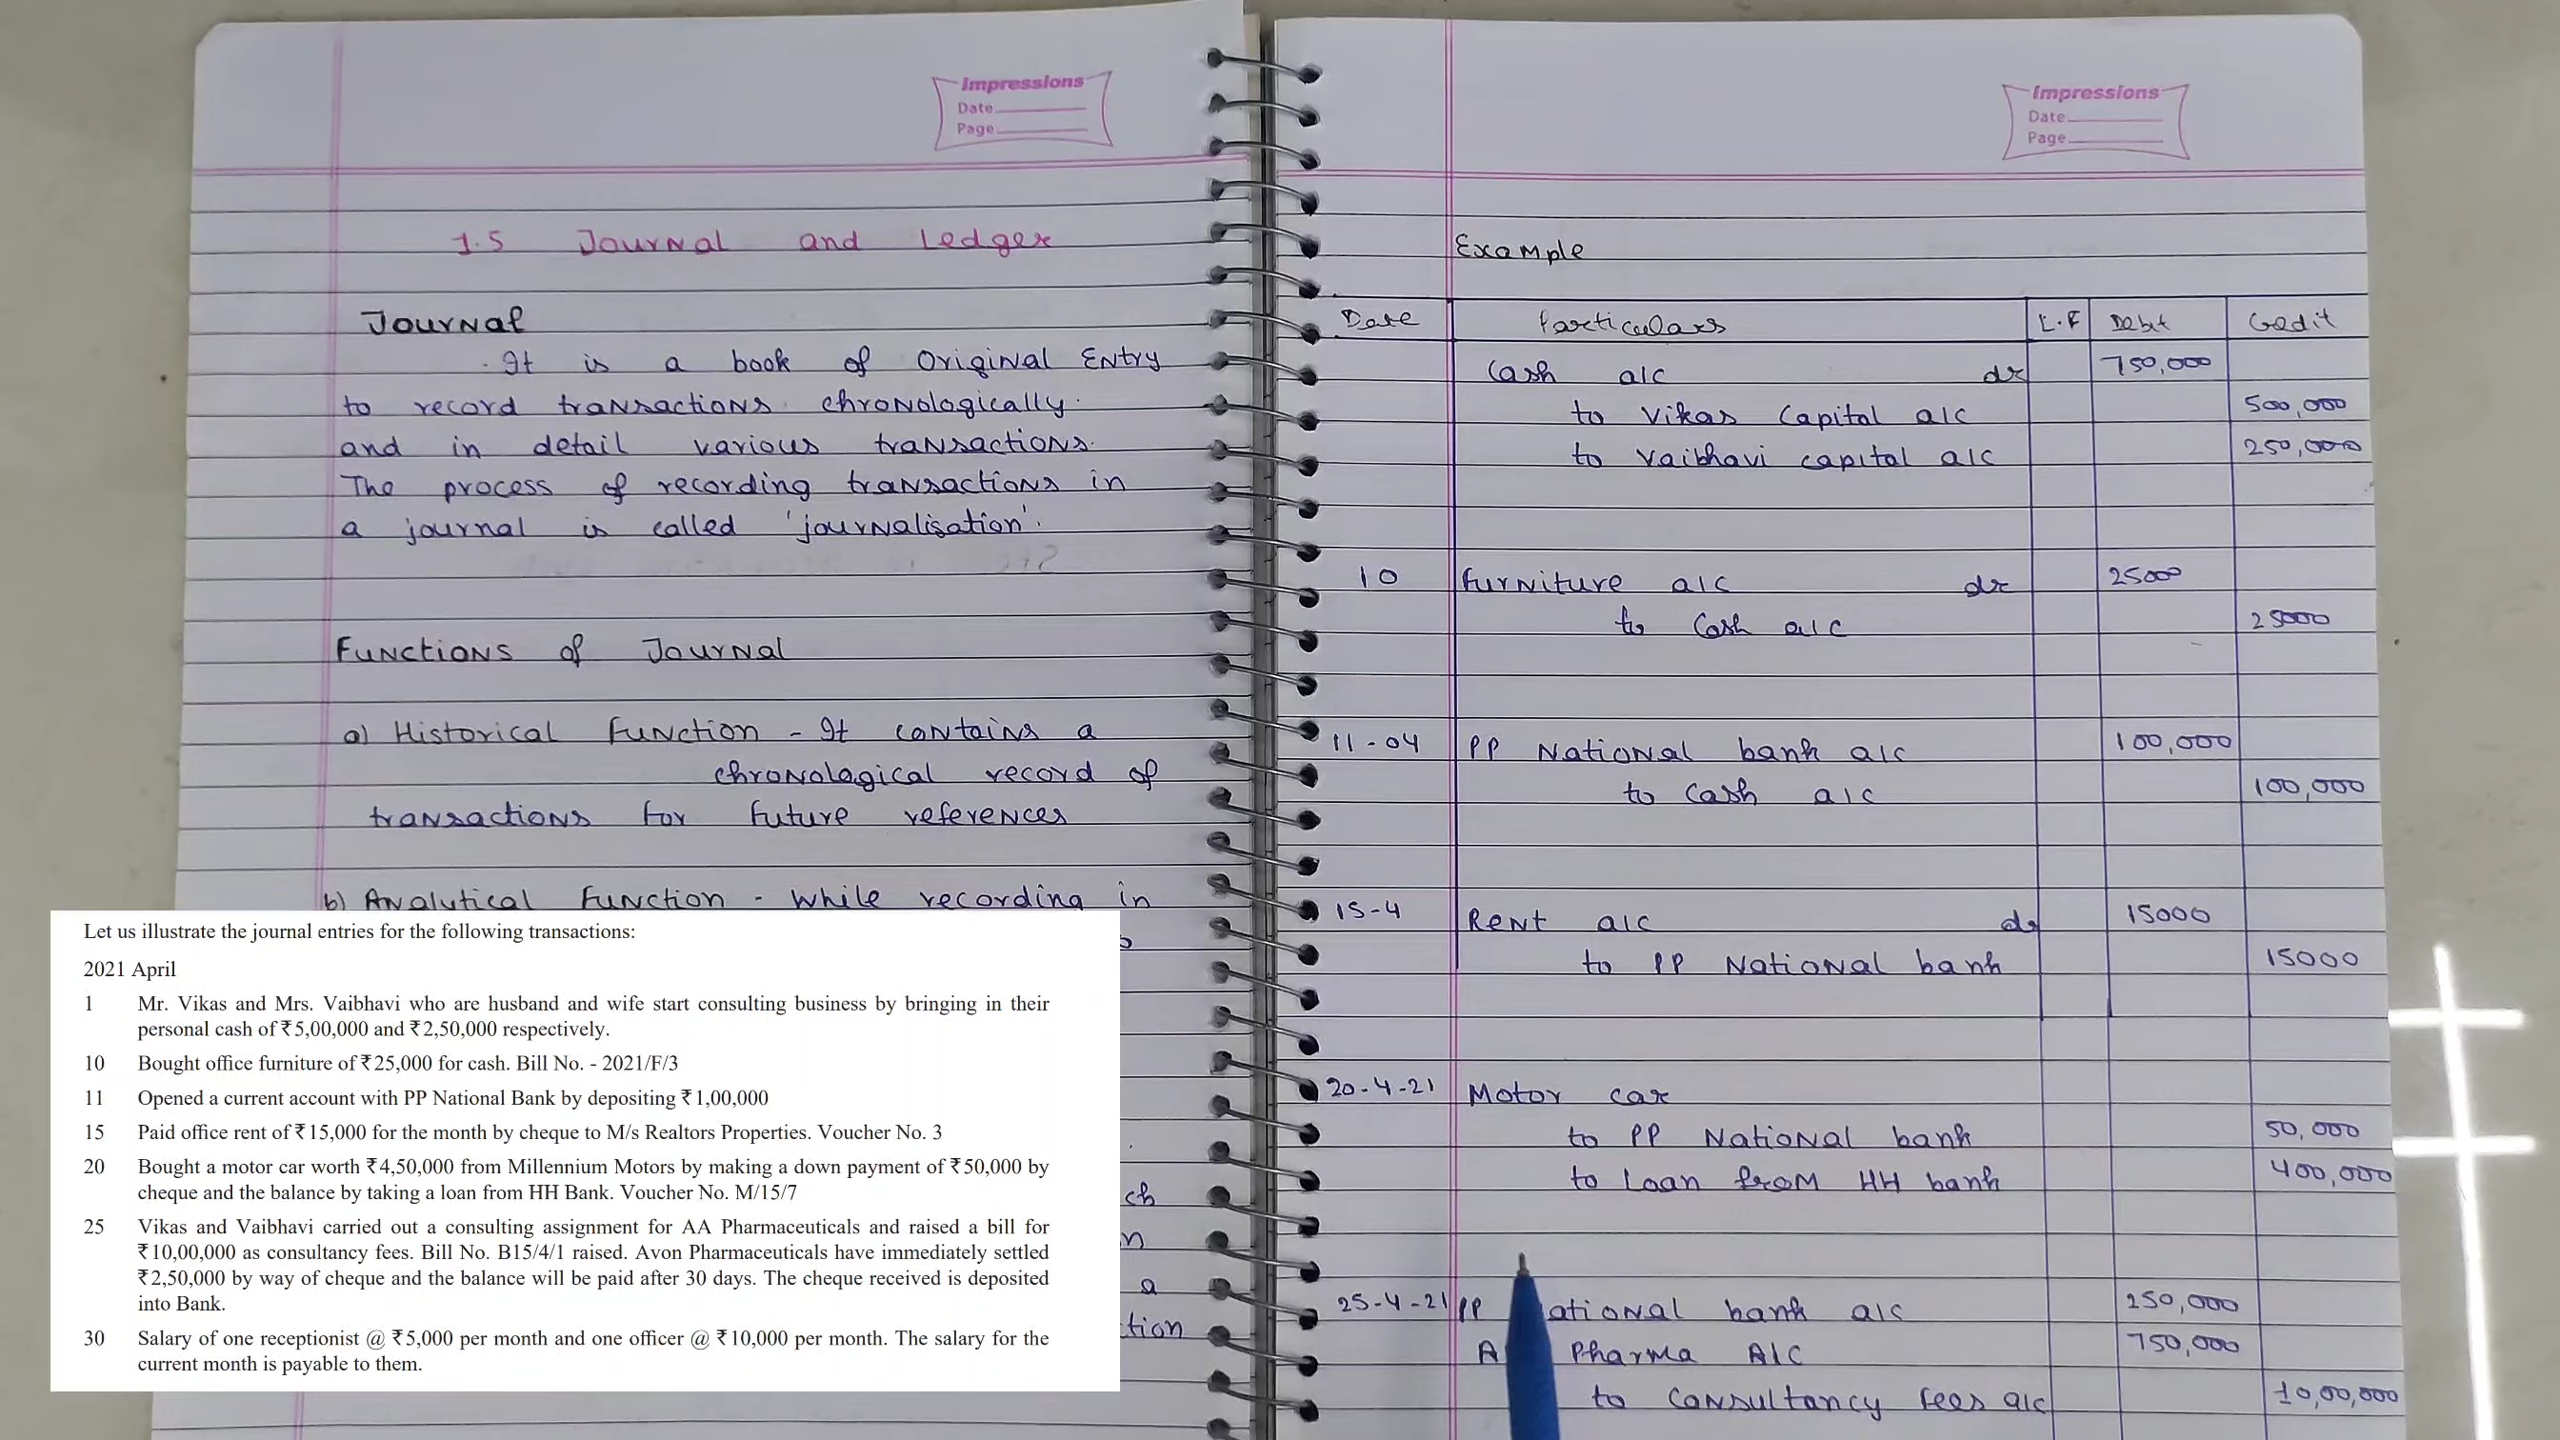 Impressions
Date
Page
1.5 Journal and Ledger
Journal
It is a book of Original Entry
to record transactions chronologically.
and in detail various transactions.
The process of recording transactions in
a journal is called 'journalisation'.
Functions of Journal
a) Historical Function - It contains a
chronological record of
transactions for future references
b) Analytical Function - While recording in
ch
n
a
tion
Let us illustrate the journal entries for the following transactions:
2021 April
1 Mr. Vikas and Mrs. Vaibhavi who are husband and wife start consulting business by bringing in their
personal cash of ₹5,00,000 and ₹2,50,000 respectively.
10 Bought office furniture of ₹25,000 for cash. Bill No. - 2021/F/3
11 Opened a current account with PP National Bank by depositing ₹1,00,000
15 Paid office rent of ₹15,000 for the month by cheque to M/s Realtors Properties. Voucher No. 3
20 Bought a motor car worth ₹4,50,000 from Millennium Motors by making a down payment of ₹50,000 by
cheque and the balance by taking a loan from HH Bank. Voucher No. M/15/7
25 Vikas and Vaibhavi carried out a consulting assignment for AA Pharmaceuticals and raised a bill for
₹10,00,000 as consultancy fees. Bill No. B15/4/1 raised. Avon Pharmaceuticals have immediately settled
₹2,50,000 by way of cheque and the balance will be paid after 30 days. The cheque received is deposited
into Bank.
30 Salary of one receptionist @ ₹5,000 per month and one officer @ ₹10,000 per month. The salary for the
current month is payable to them.
Impressions
Date
Page
Example
Date Particulars L.F Debit Credit
Cash a/c dr 750,000
to Vikas Capital a/c 500,000
to Vaibhavi capital a/c 250,000
10 Furniture a/c dr 25000
to Cash a/c 25000
11-04 PP National bank a/c 100,000
to Cash a/c 100,000
15-4 Rent a/c dr 15000
to PP National bank 15000
20-4-21 Motor car
to PP National bank 50,000
to Loan from HH bank 400,000
25-4-21 PP ational bank a/c 250,000
A Pharma A/C 750,000
to Consultancy Fees a/c 10,00,000